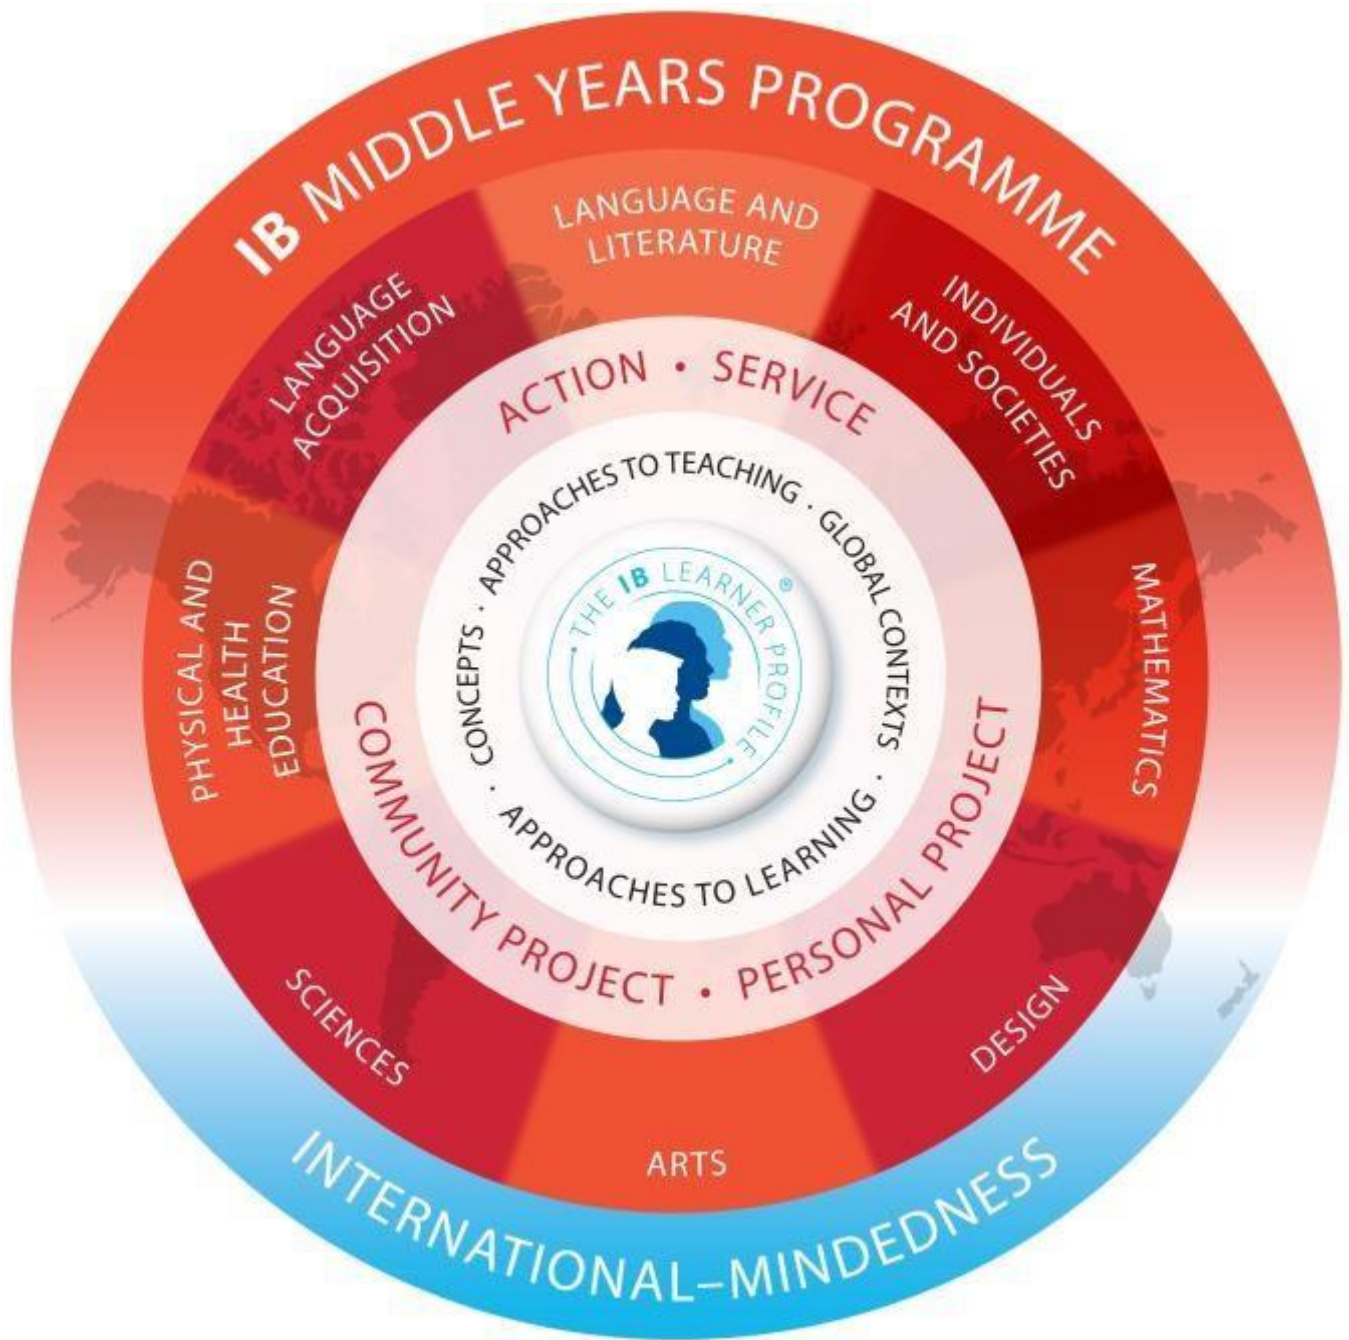 IB MIDDLE YEARS PROGRAMME
LANGUAGE AND
LITERATURE
INDIVIDUALS
AND SOCIETIES
MATHEMATICS
DESIGN
ARTS
SCIENCES
PHYSICAL AND
HEALTH
EDUCATION
LANGUAGE
ACQUISITION
ACTION · SERVICE
COMMUNITY PROJECT · PERSONAL PROJECT
CONCEPTS · APPROACHES TO TEACHING · GLOBAL CONTEXTS ·
APPROACHES TO LEARNING ·
THE IB LEARNER PROFILE ®
INTERNATIONAL–MINDEDNESS